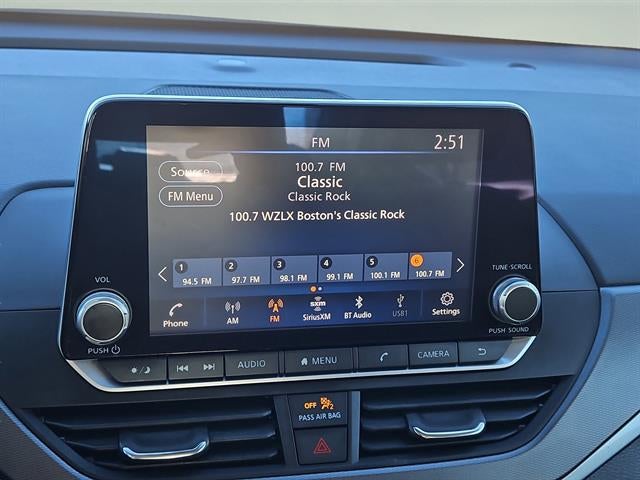 FM 2:51
100.7 FM
Source Classic
FM Menu Classic Rock
100.7 WZLX Boston's Classic Rock
1 2 3 4 5 6
94.5 FM 97.7 FM 98.1 FM 99.1 FM 100.1 FM 100.7 FM
VOL TUNE·SCROLL
Phone AM FM sxm SiriusXM BT Audio USB1 Settings
PUSH PUSH SOUND
AUDIO MENU CAMERA
OFF 2
PASS AIR BAG